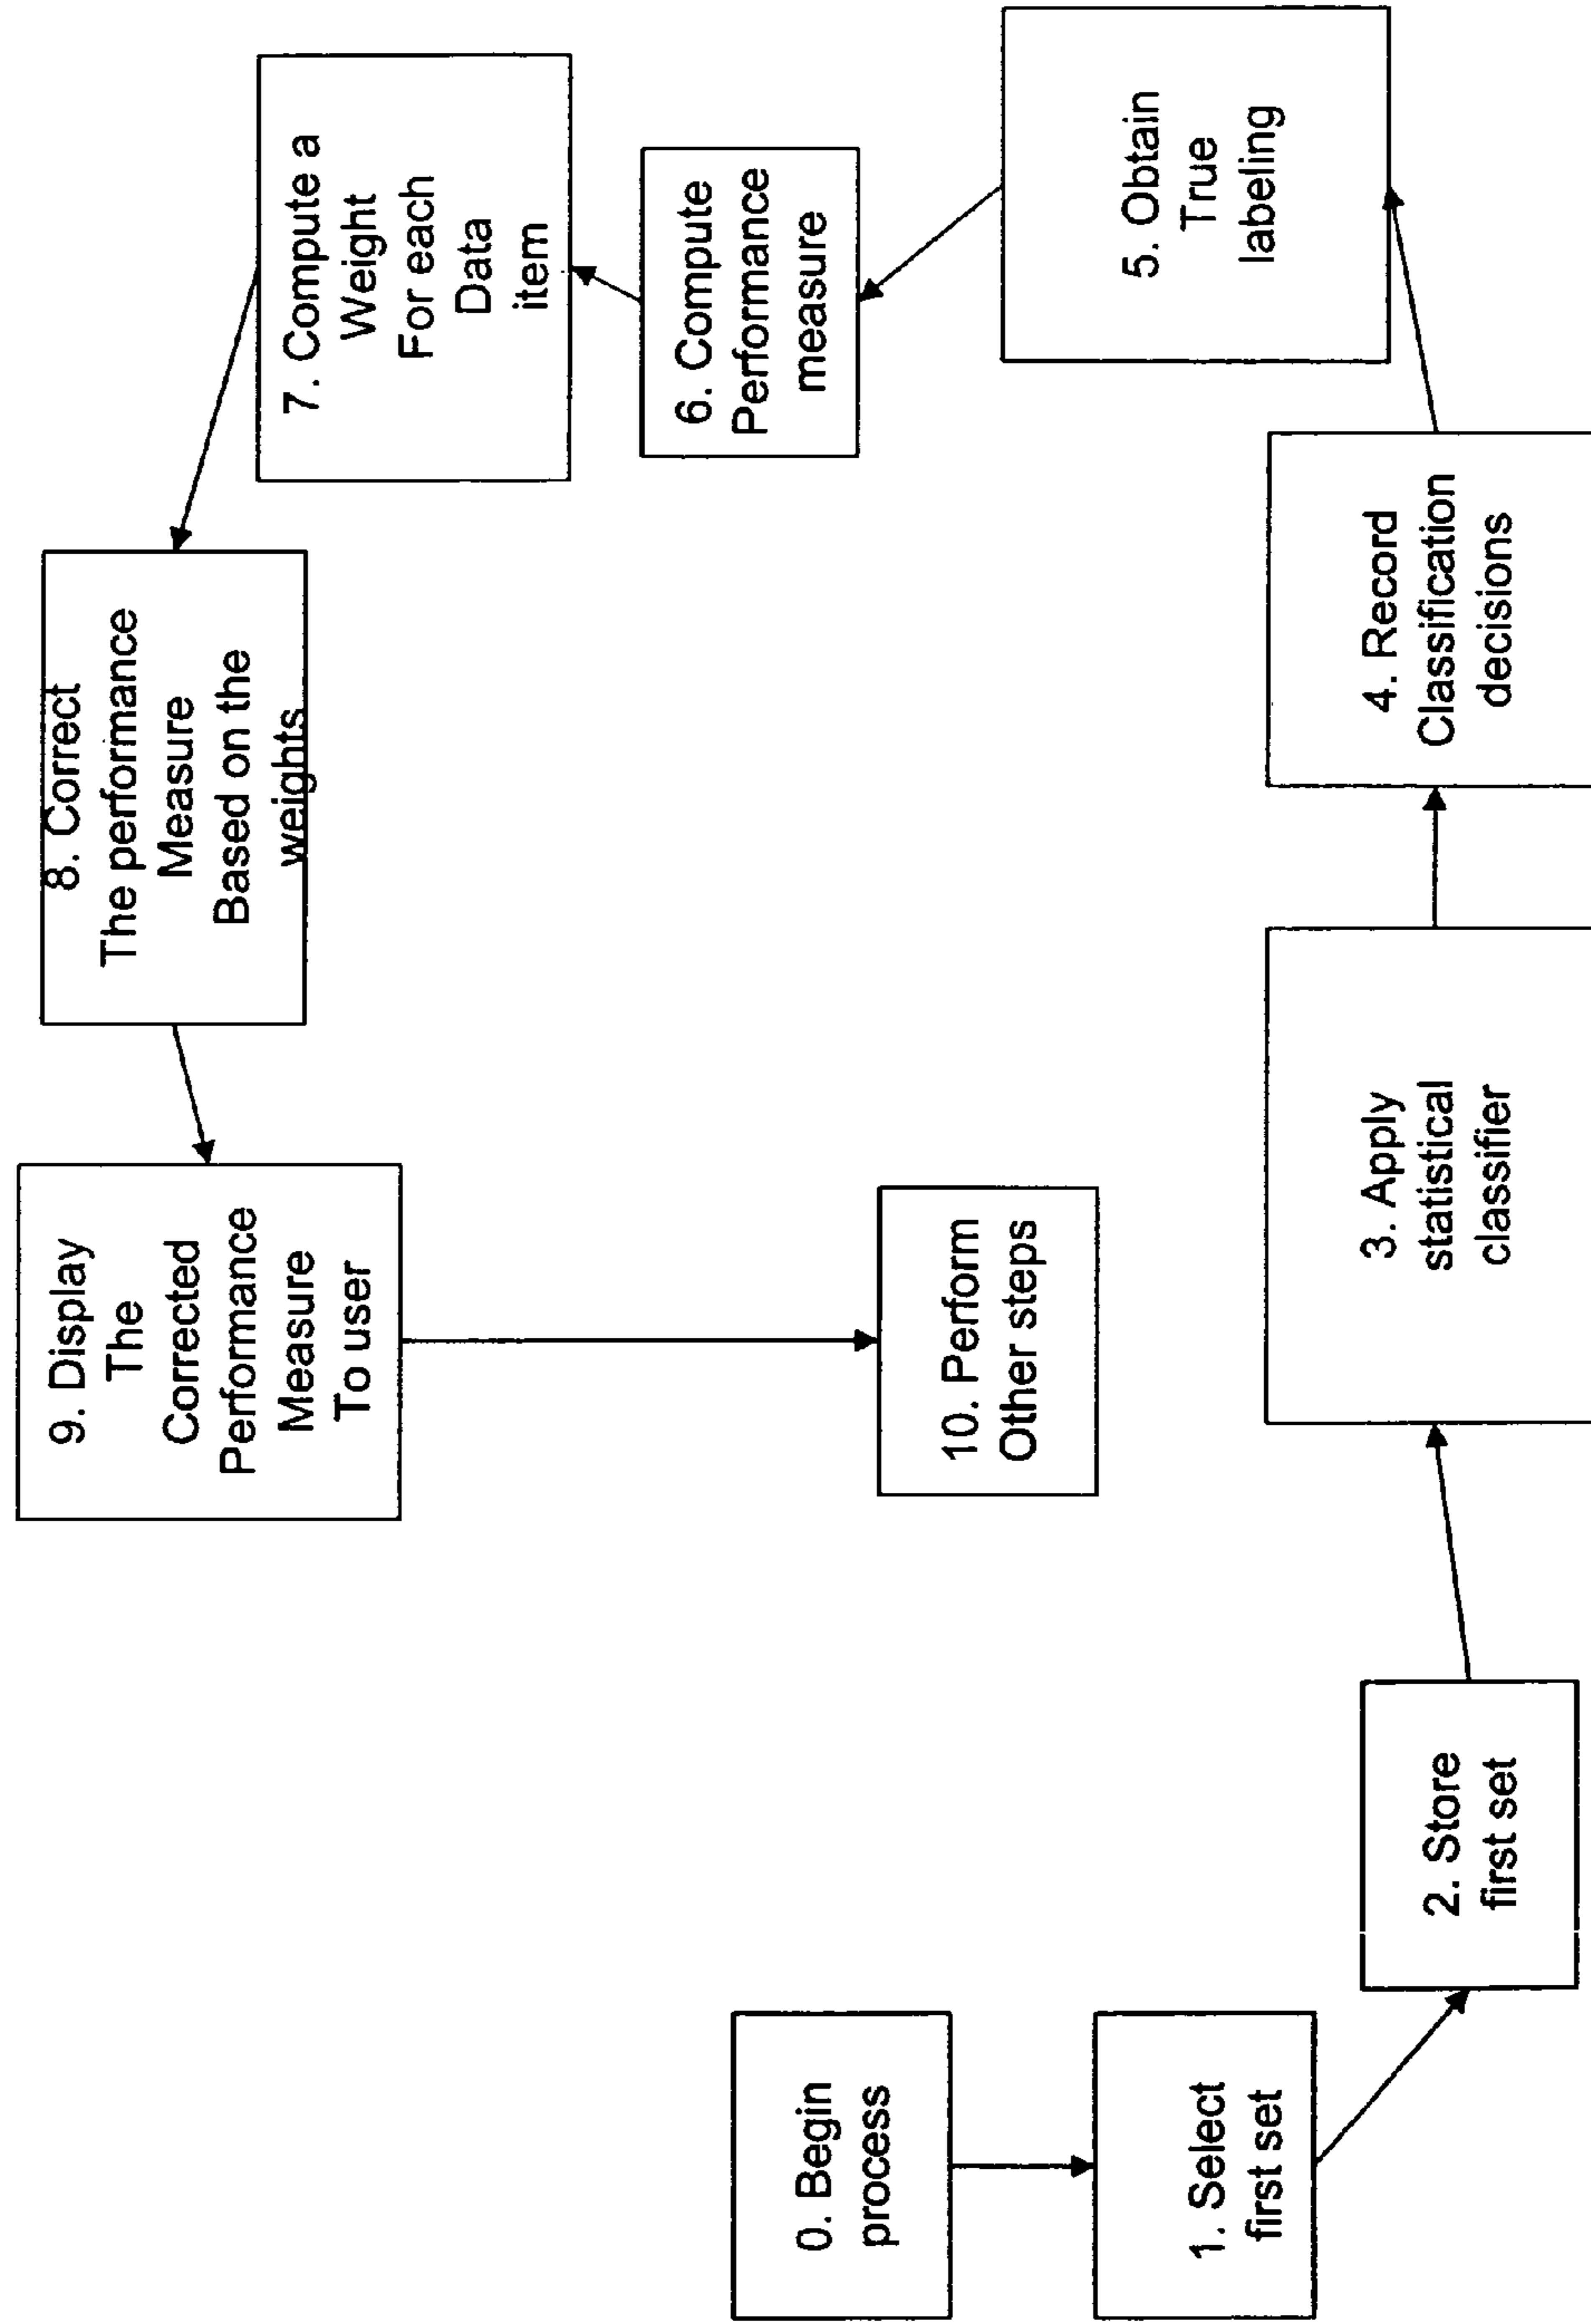 0. Begin
process
1. Select
first set
2. Store
first set
3. Apply
statistical
classifier
4. Record
Classification
decisions
5. Obtain
True
labeling
6. Compute
Performance
measure
7. Compute a
Weight
For each
Data
item
8. Correct
The performance
Measure
Based on the
weights
9. Display
The
Corrected
Performance
Measure
To user
10. Perform
Other steps